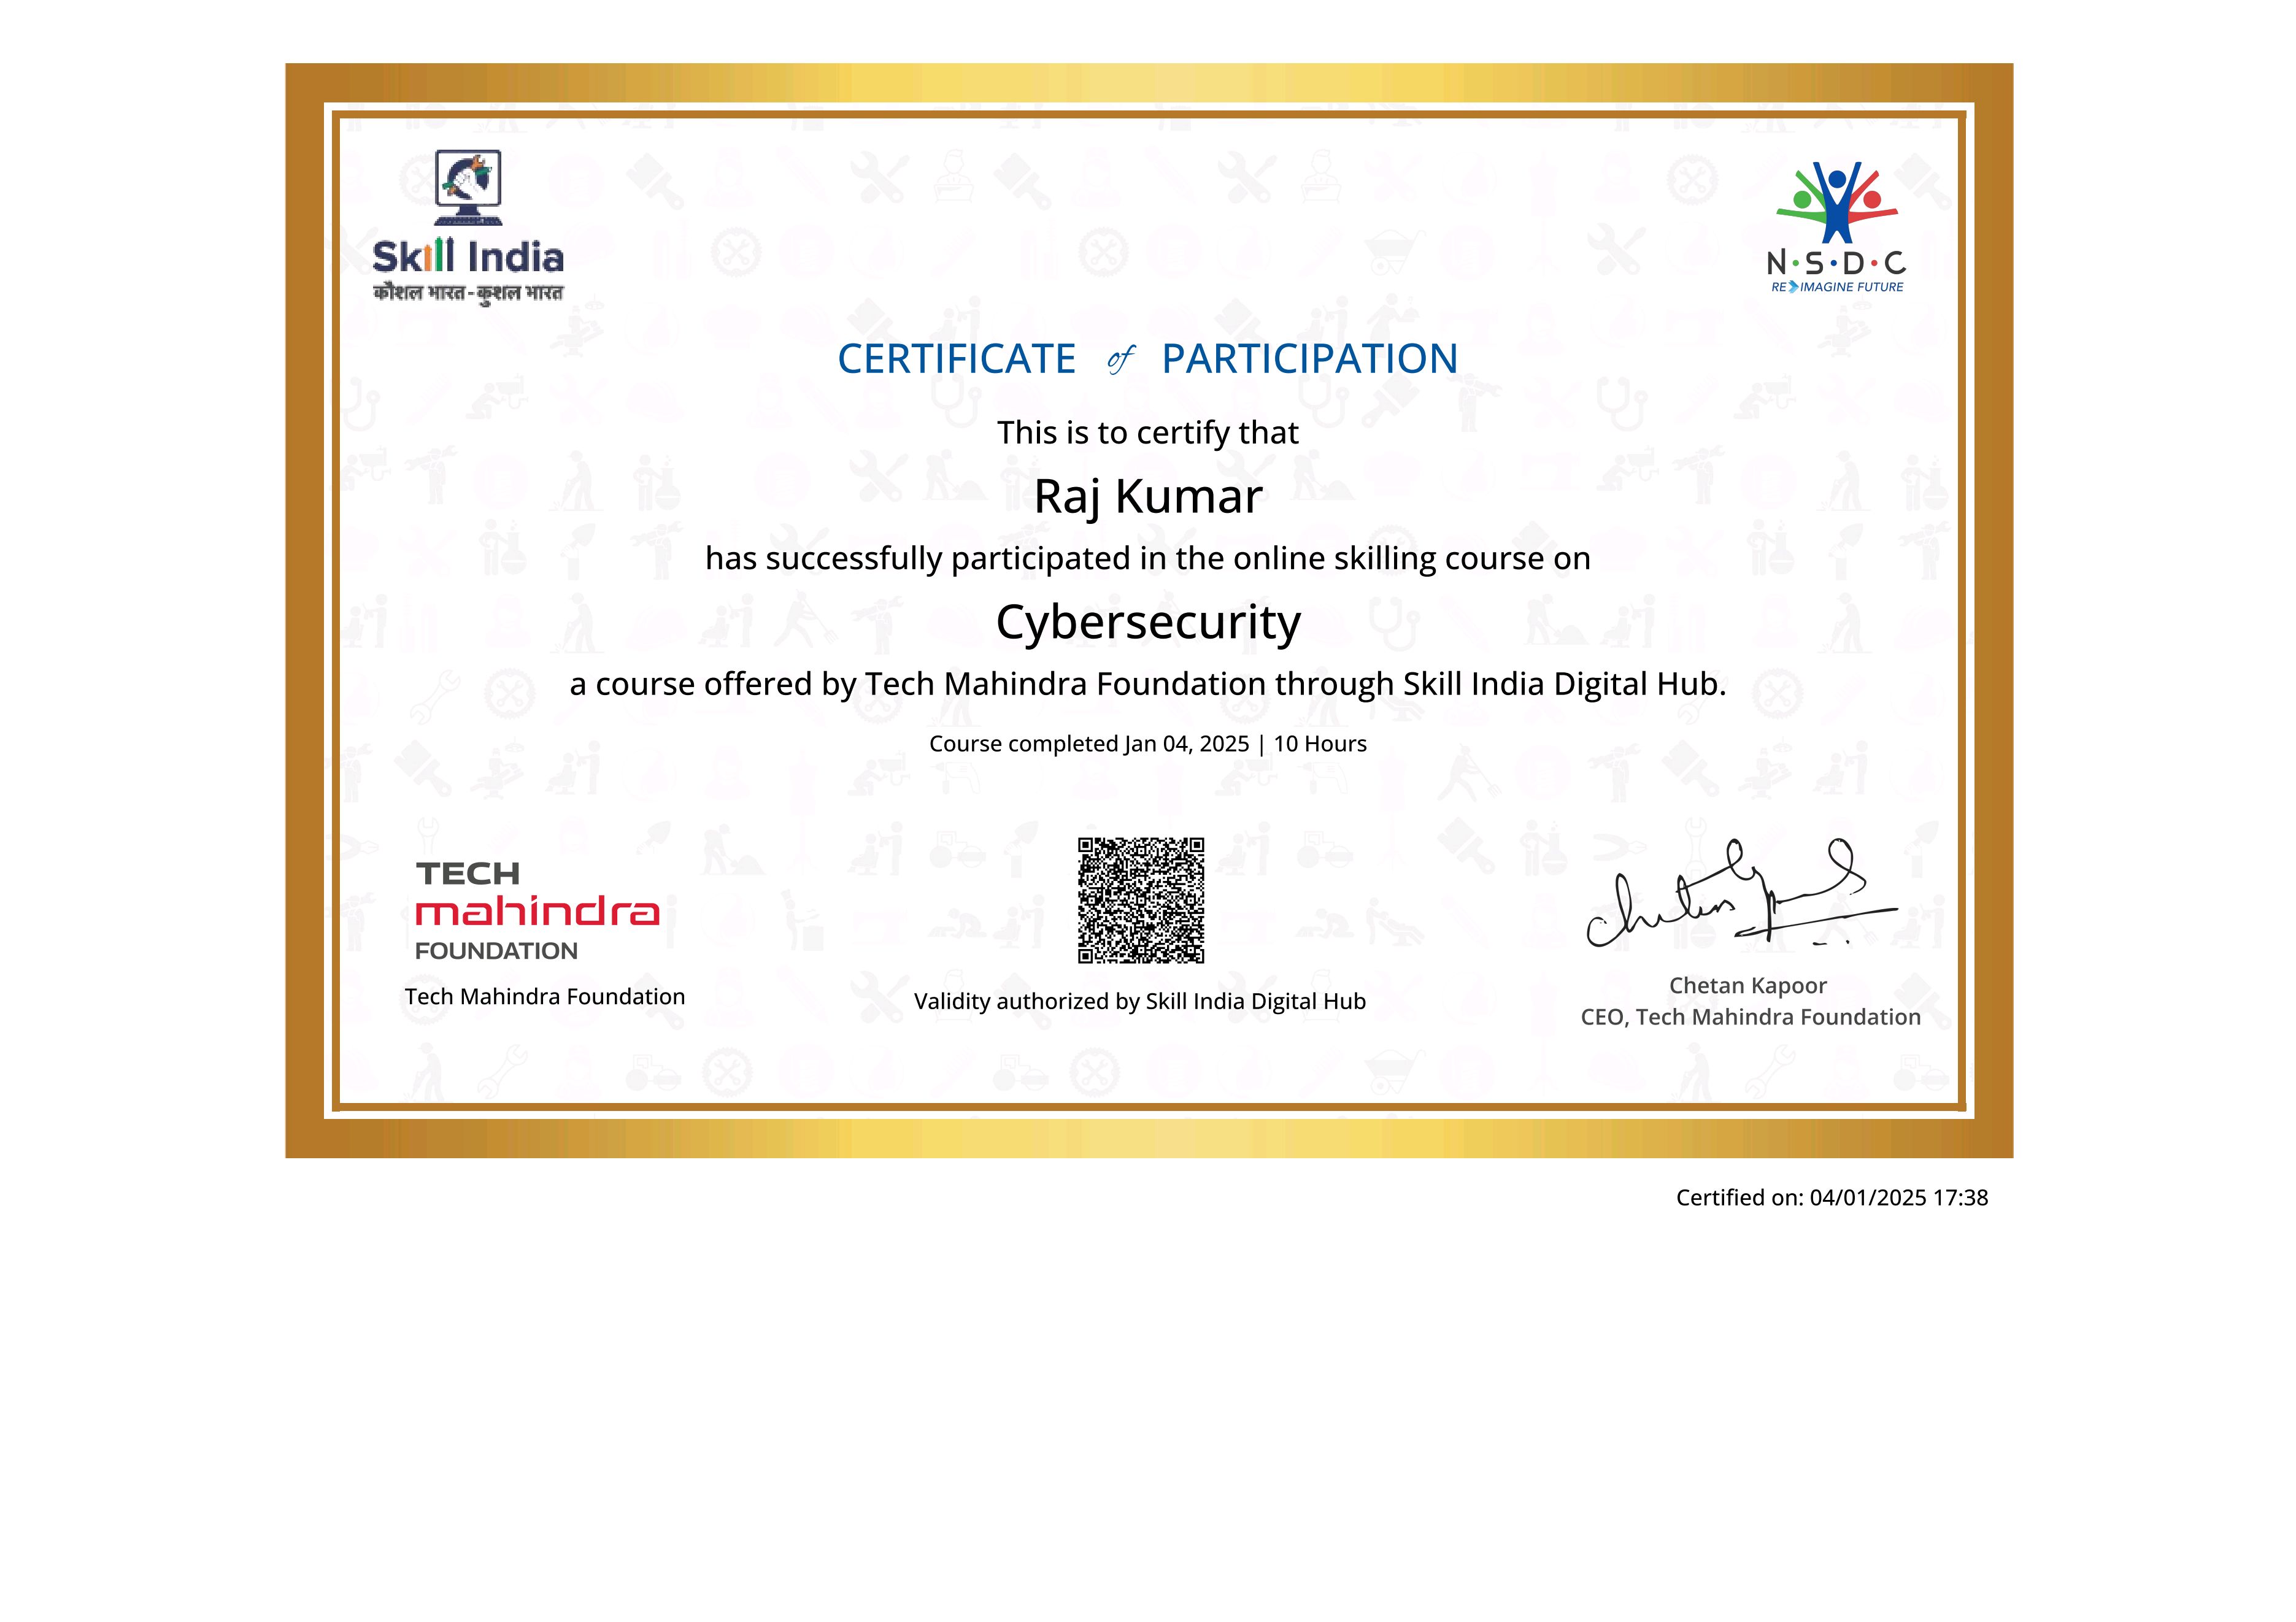 Skill India
कौशल भारत-कुशल भारत
N·S·D·C
RE IMAGINE FUTURE
CERTIFICATE of PARTICIPATION
This is to certify that
Raj Kumar
has successfully participated in the online skilling course on
Cybersecurity
a course offered by Tech Mahindra Foundation through Skill India Digital Hub.
Course completed Jan 04, 2025 | 10 Hours
TECH
mahindra
FOUNDATION
Tech Mahindra Foundation
Validity authorized by Skill India Digital Hub
Chetan Kapoor
CEO, Tech Mahindra Foundation
Certified on: 04/01/2025 17:38